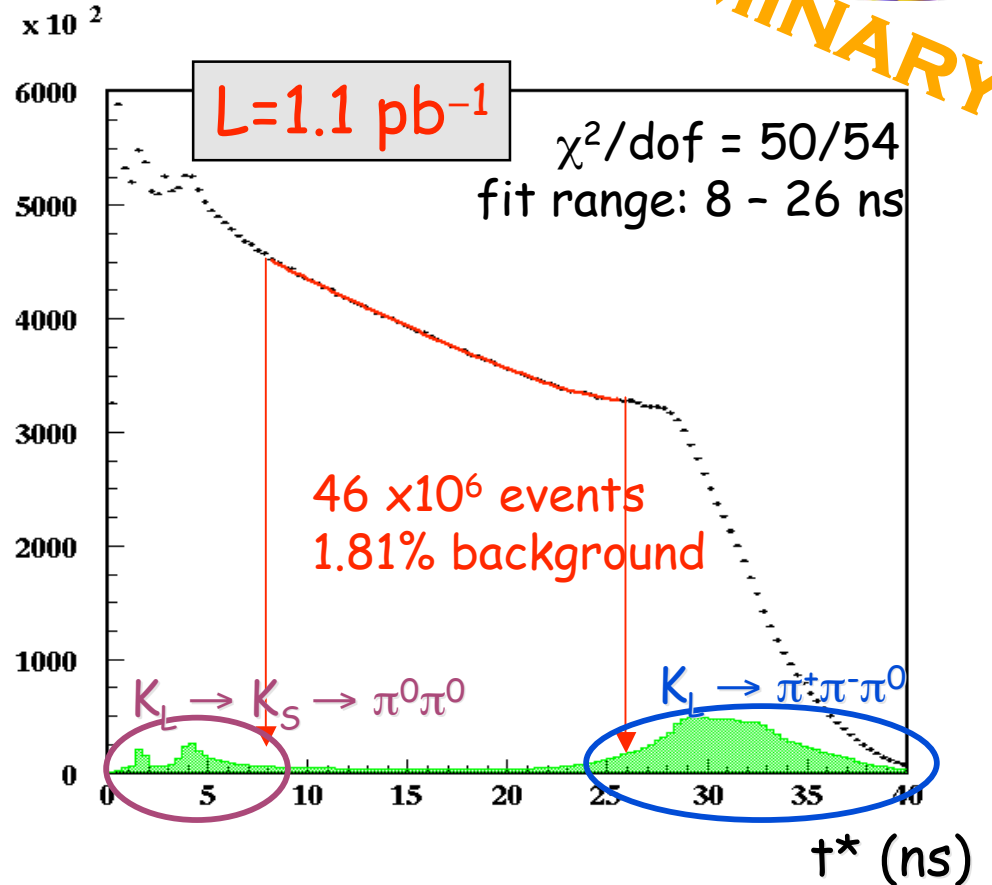 x 10 2
MINARY
L=1.1 pb⁻¹
χ²/dof = 50/54
fit range: 8 – 26 ns
6000
5000
4000
3000
2000
1000
0
46 x10⁶ events
1.81% background
K_L → K_S → π⁰π⁰
K_L → π⁺π⁻π⁰
0 5 10 15 20 25 30 35 40
t* (ns)